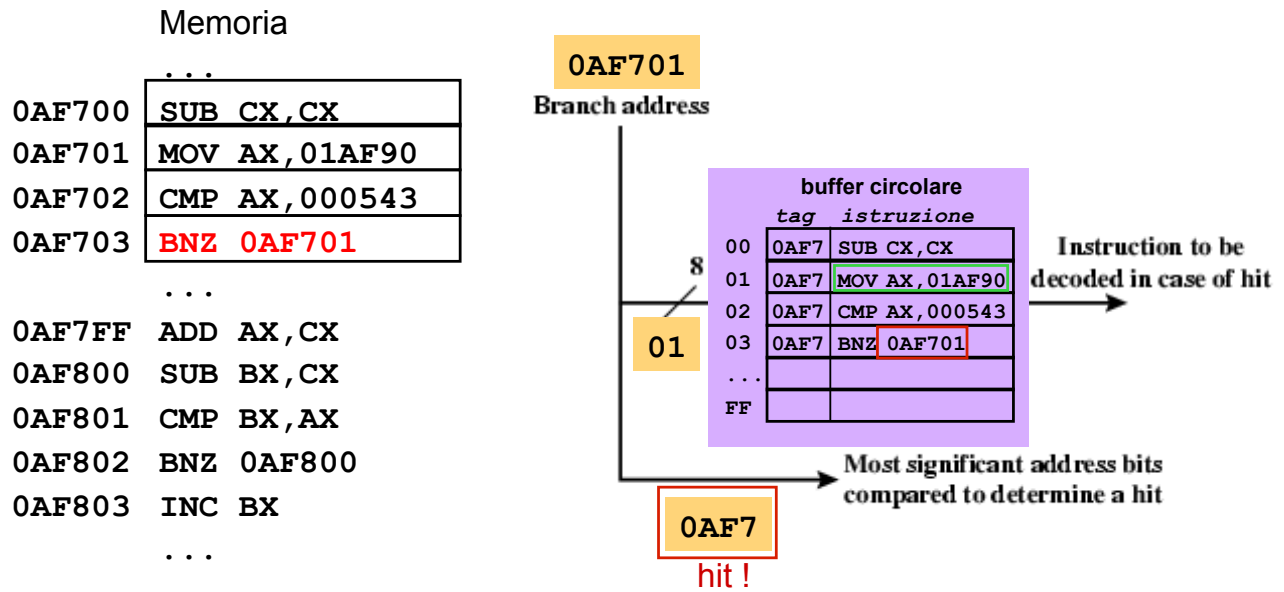 Memoria
...
0AF700 SUB CX,CX
0AF701 MOV AX,01AF90
0AF702 CMP AX,000543
0AF703 BNZ 0AF701
...
0AF7FF ADD AX,CX
0AF800 SUB BX,CX
0AF801 CMP BX,AX
0AF802 BNZ 0AF800
0AF803 INC BX
...
0AF701
Branch address
8
01
buffer circolare
tag istruzione
00 0AF7 SUB CX,CX
01 0AF7 MOV AX,01AF90
02 0AF7 CMP AX,000543
03 0AF7 BNZ 0AF701
...
FF
Instruction to be
decoded in case of hit
Most significant address bits
compared to determine a hit
0AF7
hit !